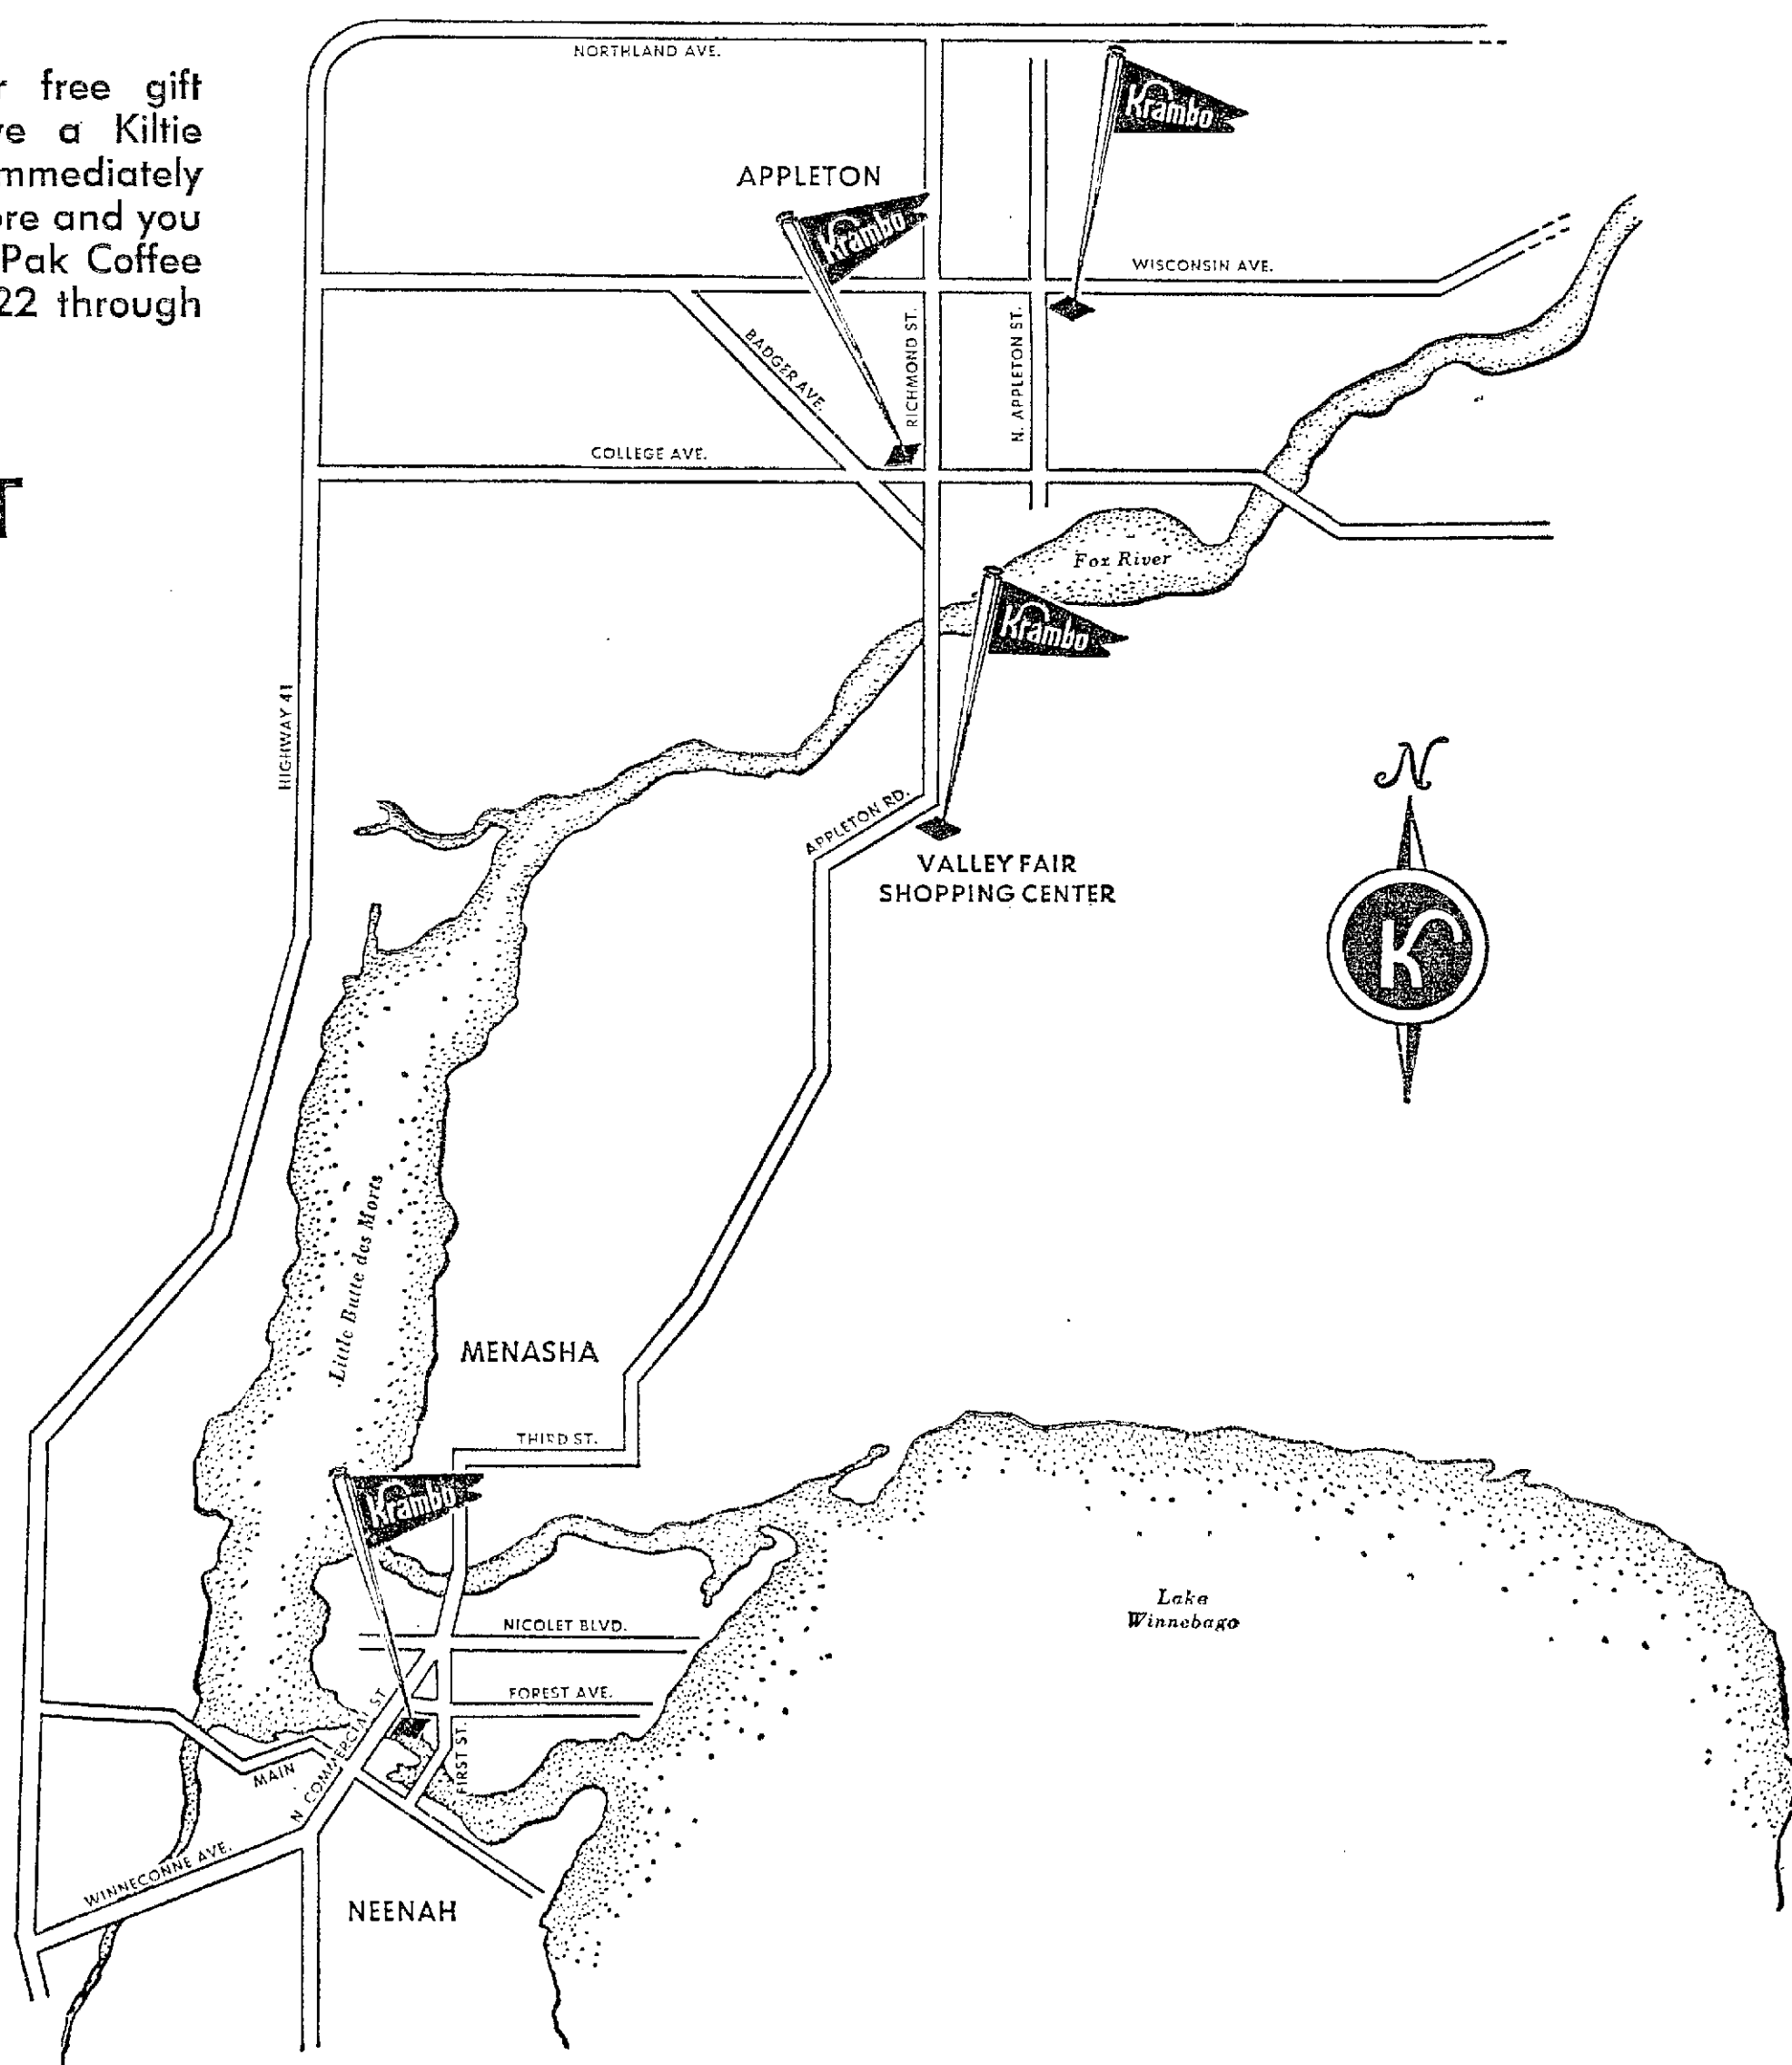 r free gift
ve a Kiltie
mmediately
ore and you
Pak Coffee
22 through
T
NORTHLAND AVE.
Krambo
APPLETON
Krambo
WISCONSIN AVE.
BADGER AVE.
RICHMOND ST.
N. APPLETON ST.
COLLEGE AVE.
Fox River
Krambo
HIGHWAY 41
N
APPLETON RD.
VALLEY FAIR
SHOPPING CENTER
K
Little Butte des Morts
MENASHA
THIRD ST.
Krambo
Lake
Winnebago
NICOLET BLVD.
FOREST AVE.
N. COMMERCIAL ST
FIRST ST.
MAIN
WINNECONNE AVE.
NEENAH